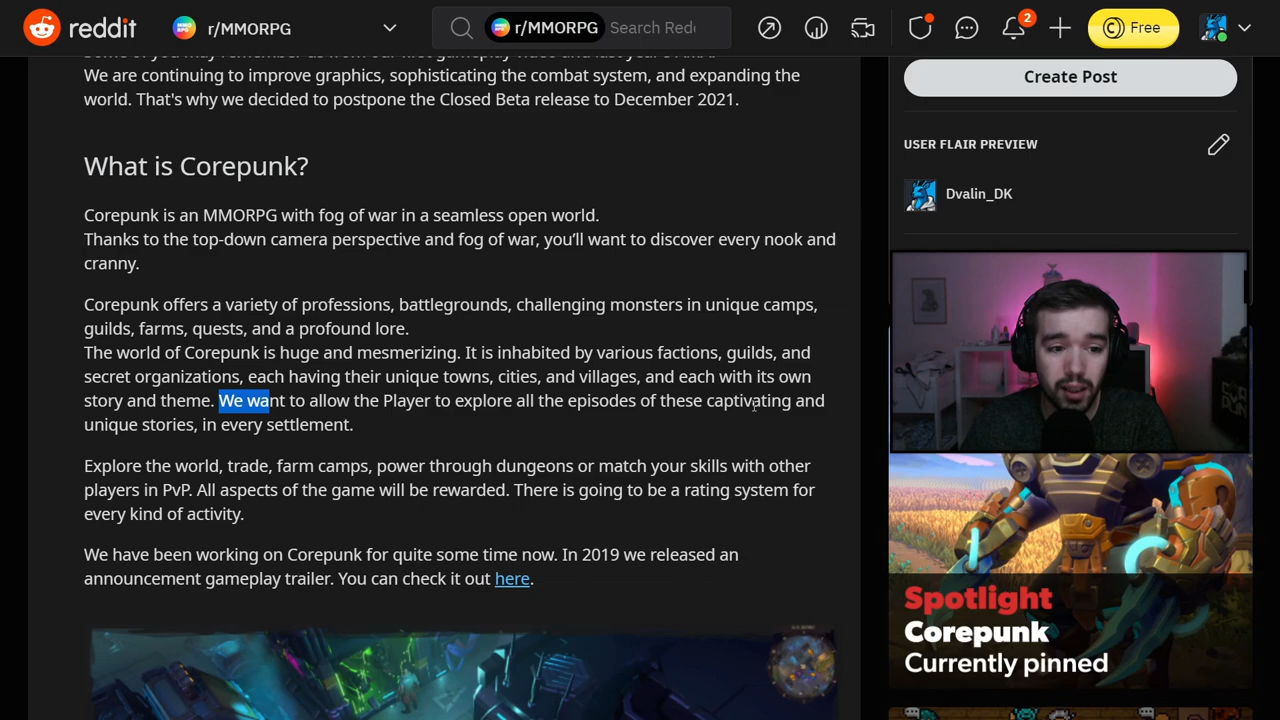 reddit
r/MMORPG
r/MMORPG
Free
2
We are continuing to improve graphics, sophisticating the combat system, and expanding the
world. That's why we decided to postpone the Closed Beta release to December 2021.
What is Corepunk?
Corepunk is an MMORPG with fog of war in a seamless open world.
Thanks to the top-down camera perspective and fog of war, you’ll want to discover every nook and
cranny.
Corepunk offers a variety of professions, battlegrounds, challenging monsters in unique camps,
guilds, farms, quests, and a profound lore.
The world of Corepunk is huge and mesmerizing. It is inhabited by various factions, guilds, and
secret organizations, each having their unique towns, cities, and villages, and each with its own
story and theme. We want to allow the Player to explore all the episodes of these captivating and
unique stories, in every settlement.
Explore the world, trade, farm camps, power through dungeons or match your skills with other
players in PvP. All aspects of the game will be rewarded. There is going to be a rating system for
every kind of activity.
We have been working on Corepunk for quite some time now. In 2019 we released an
announcement gameplay trailer. You can check it out here.
Create Post
USER FLAIR PREVIEW
Dvalin_DK
Spotlight
Corepunk
Currently pinned